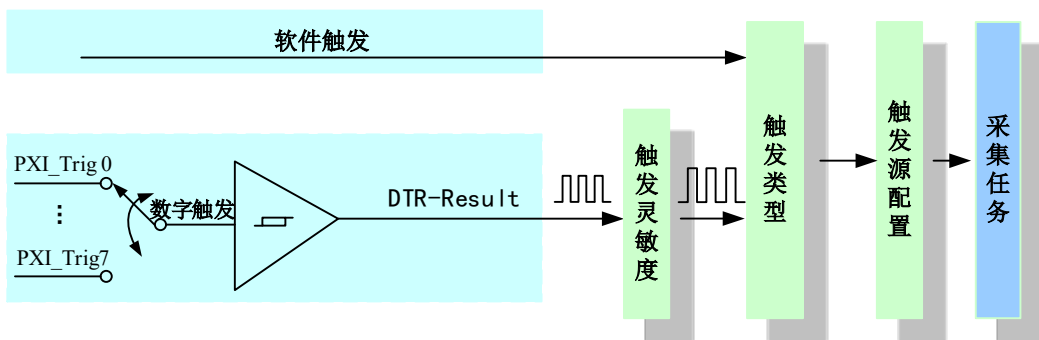 软件触发
PXI_Trig 0
⋮
PXI_Trig7
数字触发
DTR-Result
触发灵敏度
触发类型
触发源配置
采集任务